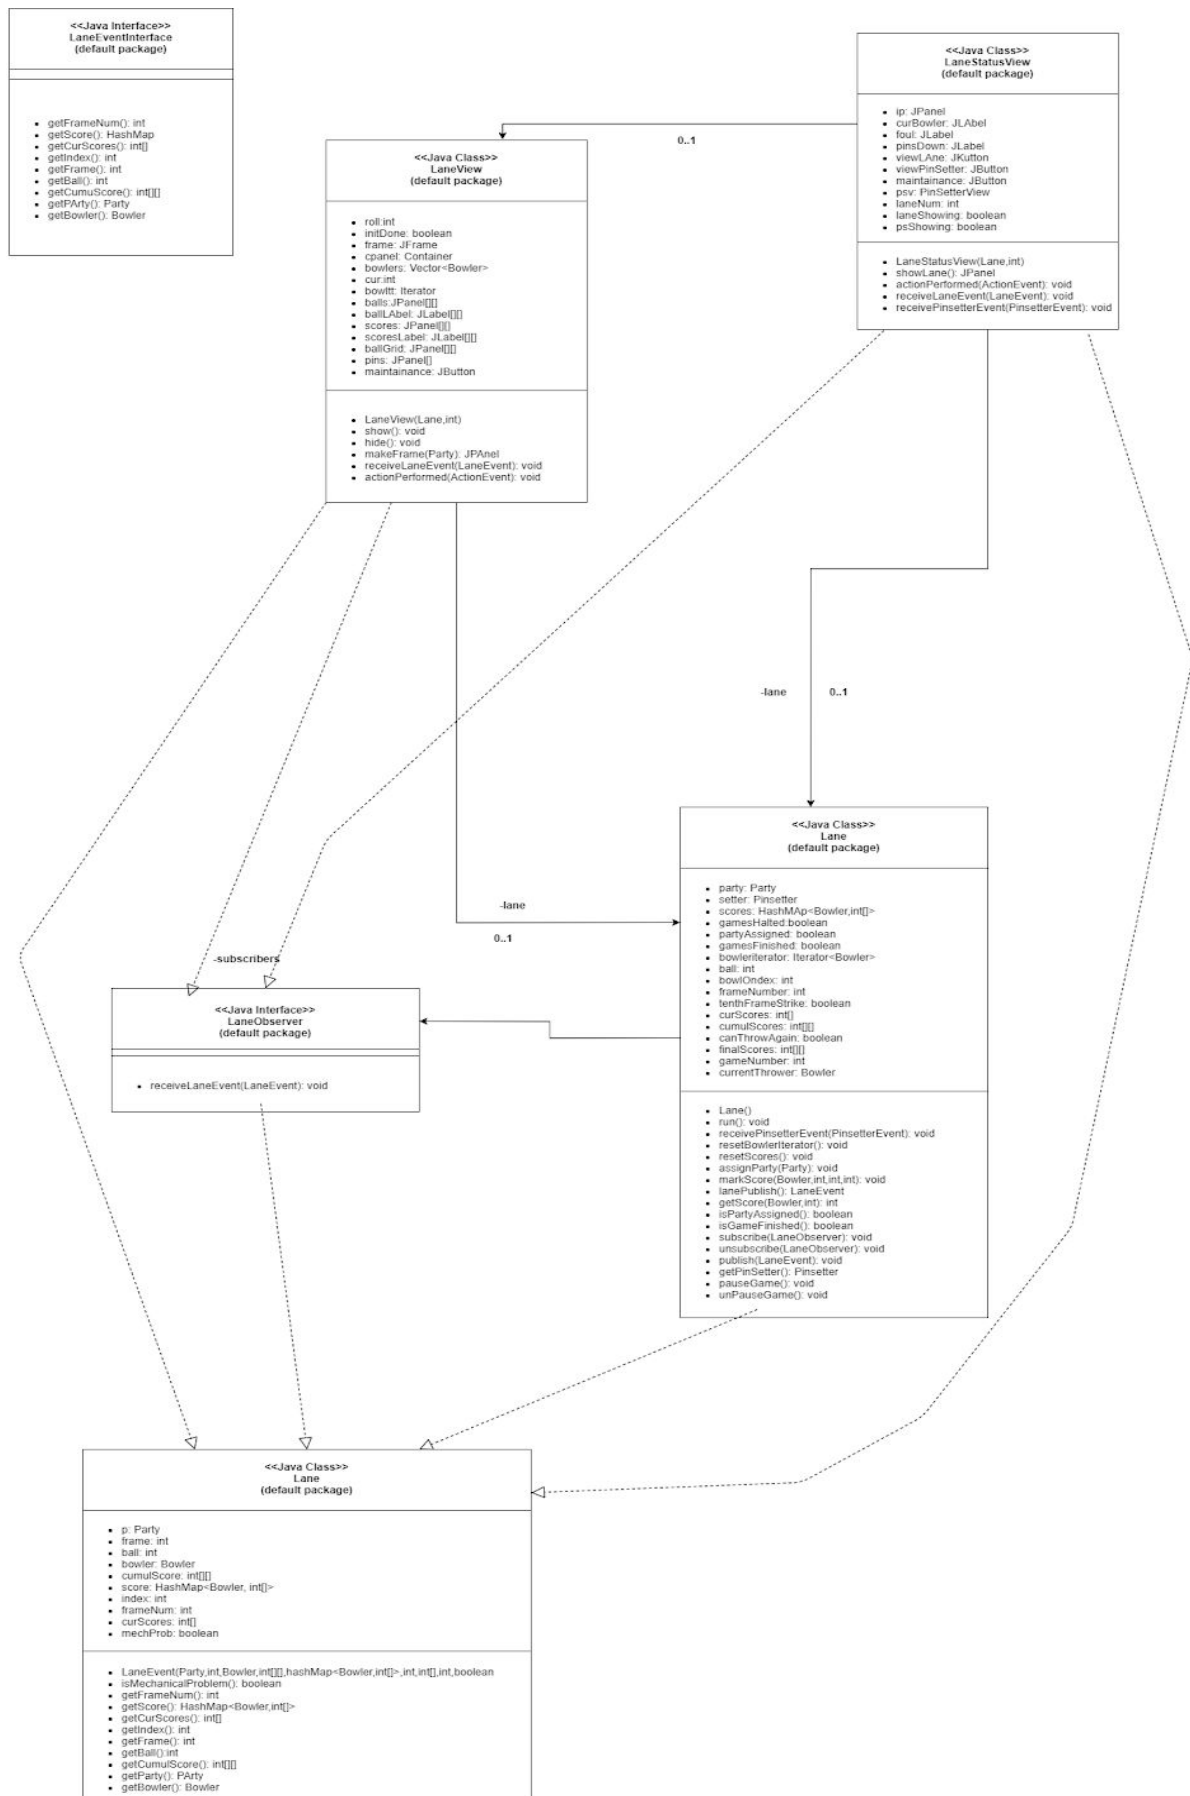 <<Java Interface>>
LaneEventInterface
(default package)
getFrameNum(): int
getScore(): HashMap
getCurScores(): int[]
getIndex(): int
getFrame(): int
getBall(): int
getCumuScore(): int[][]
getPArty(): Party
getBowler(): Bowler
<<Java Class>>
LaneStatusView
(default package)
ip: JPanel
curBowler: JLAbel
foul: JLabel
pinsDown: JLabel
viewLAne: JKutton
viewPinSetter: JButton
maintainance: JButton
psv: PinSetterView
laneNum: int
laneShowing: boolean
psShowing: boolean
LaneStatusView(Lane,int)
showLane(): JPanel
actionPerformed(ActionEvent): void
receiveLaneEvent(LaneEvent): void
receivePinsetterEvent(PinsetterEvent): void
0..1
<<Java Class>>
LaneView
(default package)
roll:int
initDone: boolean
frame: JFrame
cpanel: Container
bowlers: Vector<Bowler>
cur:int
bowltt: Iterator
balls:JPanel[][]
ballLAbel: JLabel[][]
scores: JPanel[][]
scoresLabel: JLabel[][]
ballGrid: JPanel[][]
pins: JPanel[]
maintainance: JButton
LaneView(Lane,int)
show(): void
hide(): void
makeFrame(Party): JPAnel
receiveLaneEvent(LaneEvent): void
actionPerformed(ActionEvent): void
-lane
0..1
-lane
0..1
-subscribers
<<Java Class>>
Lane
(default package)
party: Party
setter: Pinsetter
scores: HashMAp<Bowler,int[]>
gamesHalted:boolean
partyAssigned: boolean
gamesFinished: boolean
bowleriterator: Iterator<Bowler>
ball: int
bowlOndex: int
frameNumber: int
tenthFrameStrike: boolean
curScores: int[]
cumulScores: int[][]
canThrowAgain: boolean
finalScores: int[][]
gameNumber: int
currentThrower: Bowler
Lane()
run(): void
receivePinsetterEvent(PinsetterEvent): void
resetBowlerIterator(): void
resetScores(): void
assignParty(Party): void
markScore(Bowler,int,int,int): void
lanePublish(): LaneEvent
getScore(Bowler,int): int
isPartyAssigned(): boolean
isGameFinished(): boolean
subscribe(LaneObserver): void
unsubscribe(LaneObserver): void
publish(LaneEvent): void
getPinSetter(): Pinsetter
pauseGame(): void
unPauseGame(): void
<<Java Interface>>
LaneObserver
(default package)
receiveLaneEvent(LaneEvent): void
<<Java Class>>
Lane
(default package)
p: Party
frame: int
ball: int
bowler: Bowler
cumulScore: int[][]
score: HashMap<Bowler, int[]>
index: int
frameNum: int
curScores: int[]
mechProb: boolean
LaneEvent(Party,int,Bowler,int[][],hashMap<Bowler,int[]>,int,int[],int,boolean
isMechanicalProblem(): boolean
getFrameNum(): int
getScore(): HashMap<Bowler,int[]>
getCurScores(): int[]
getIndex(): int
getFrame(): int
getBall():int
getCumulScore(): int[][]
getParty(): PArty
getBowler(): Bowler